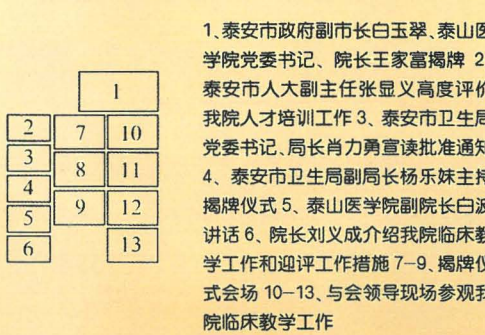 1
2
7
10
3
8
11
4
9
12
5
6
13
1、泰安市政府副市长白玉翠、泰山医
学院党委书记、院长王家富揭牌 2
泰安市人大副主任张显义高度评价
我院人才培训工作 3、泰安市卫生局
党委书记、局长肖力勇宣读批准通知
4、泰安市卫生局副局长杨乐妹主持
揭牌仪式 5、泰山医学院副院长白波
讲话 6、院长刘义成介绍我院临床教
学工作和迎评工作措施 7-9、揭牌仪
式会场 10-13、与会领导现场参观我
院临床教学工作